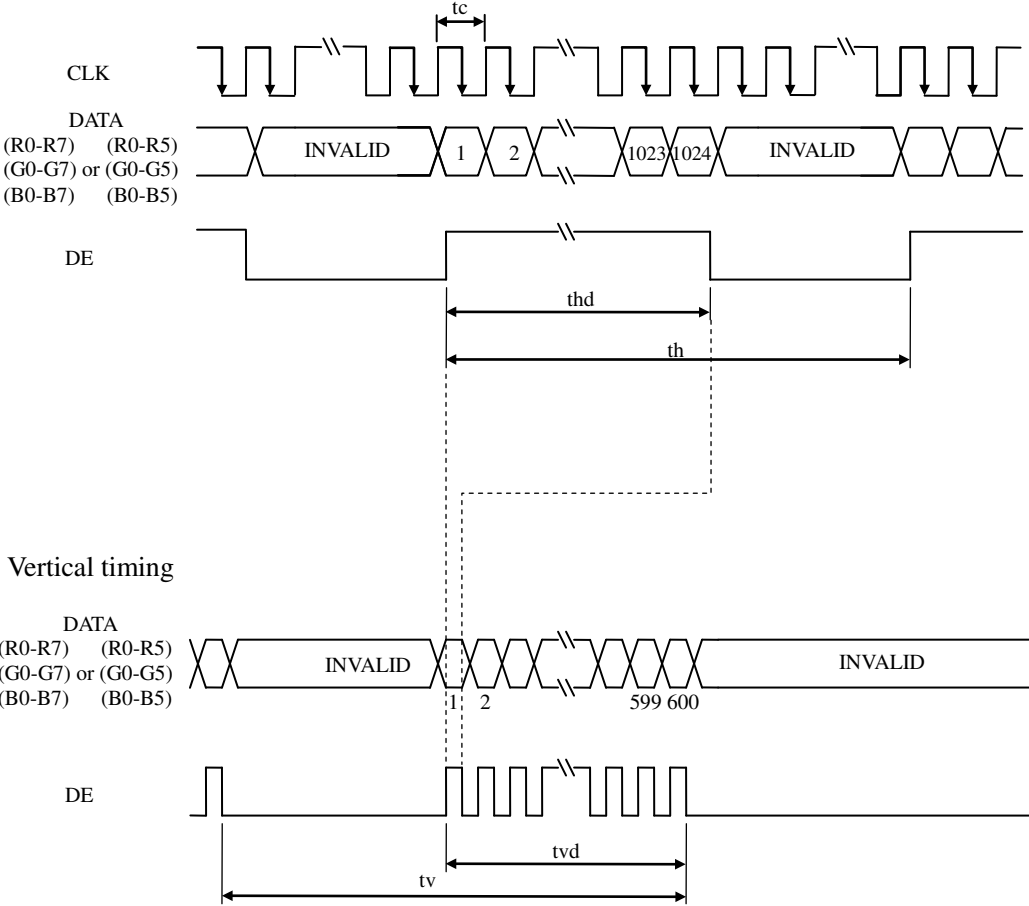 tc
CLK
DATA
(R0-R7) (R0-R5)
(G0-G7) or (G0-G5)
(B0-B7) (B0-B5)
INVALID 1 2 1023 1024 INVALID
DE
thd
th
Vertical timing
DATA
(R0-R7) (R0-R5)
(G0-G7) or (G0-G5)
(B0-B7) (B0-B5)
INVALID INVALID
1 2 599 600
DE
tvd
tv